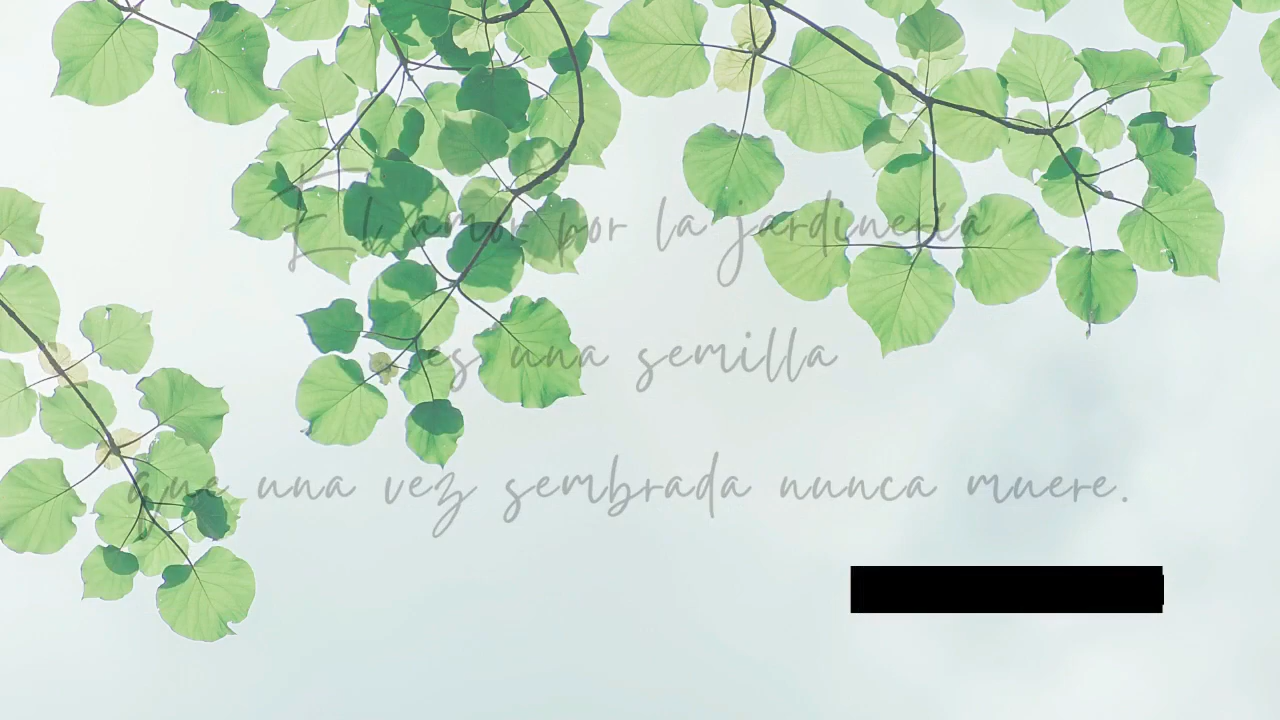 El amor por la jardinería
es una semilla
que una vez sembrada nunca muere.